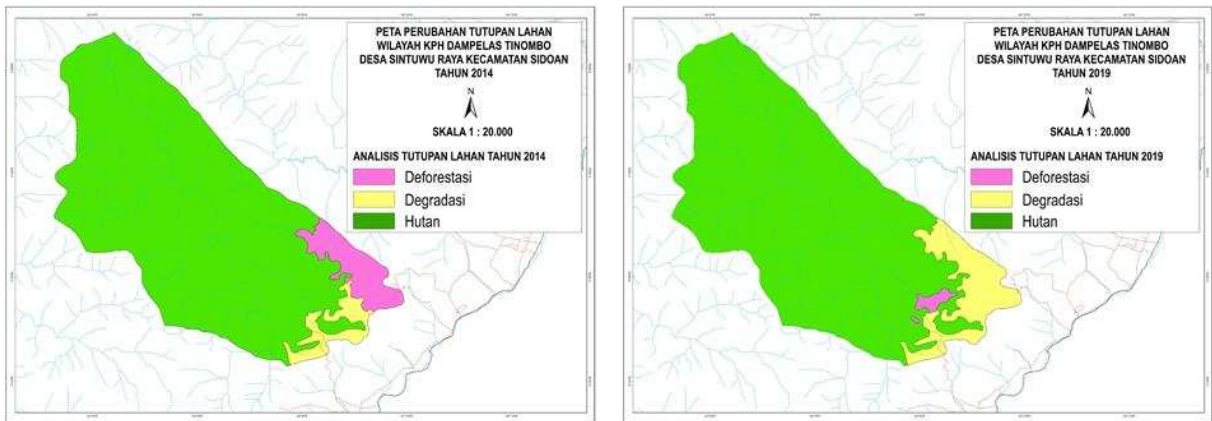 PETA PERUBAHAN TUTUPAN LAHAN
WILAYAH KPH DAMPELAS TINOMBO
DESA SINTUWU RAYA KECAMATAN SIDOAN
TAHUN 2014
N
SKALA 1 : 20.000
ANALISIS TUTUPAN LAHAN TAHUN 2014
Deforestasi
Degradasi
Hutan
PETA PERUBAHAN TUTUPAN LAHAN
WILAYAH KPH DAMPELAS TINOMBO
DESA SINTUWU RAYA KECAMATAN SIDOAN
TAHUN 2019
N
SKALA 1 : 20.000
ANALISIS TUTUPAN LAHAN TAHUN 2019
Deforestasi
Degradasi
Hutan